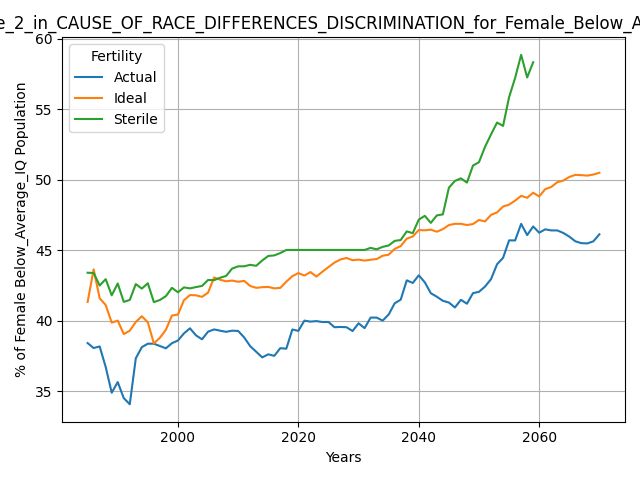 e_2_in_CAUSE_OF_RACE_DIFFERENCES_DISCRIMINATION_for_Female_Below_A
60
Fertility
Actual
Ideal
Sterile
55
50
45
40
35
% of Female Below_Average_IQ Population
2000
2020
2040
2060
Years